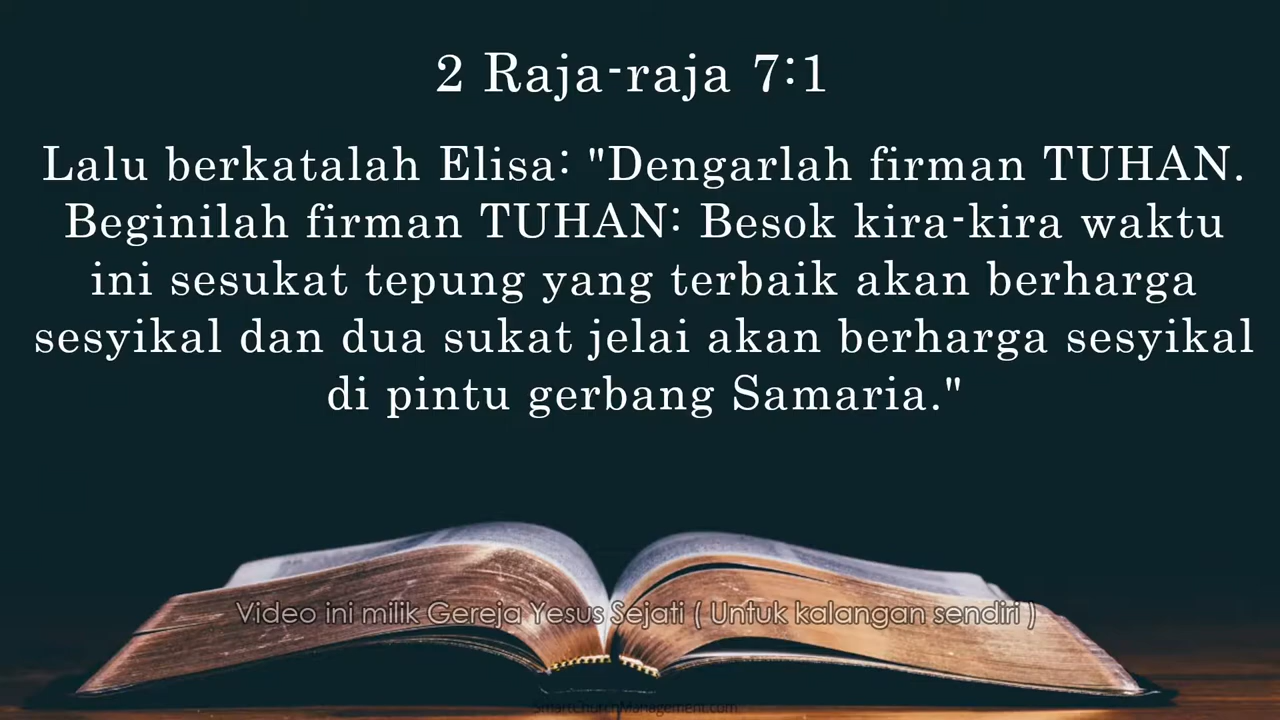 2 Raja-raja 7:1
Lalu berkatalah Elisa: "Dengarlah firman TUHAN.
Beginilah firman TUHAN: Besok kira-kira waktu
ini sesukat tepung yang terbaik akan berharga
sesyikal dan dua sukat jelai akan berharga sesyikal
di pintu gerbang Samaria."
Video ini milik Gereja Yesus Sejati ( Untuk kalangan sendiri )
SmartChurchManagement.com